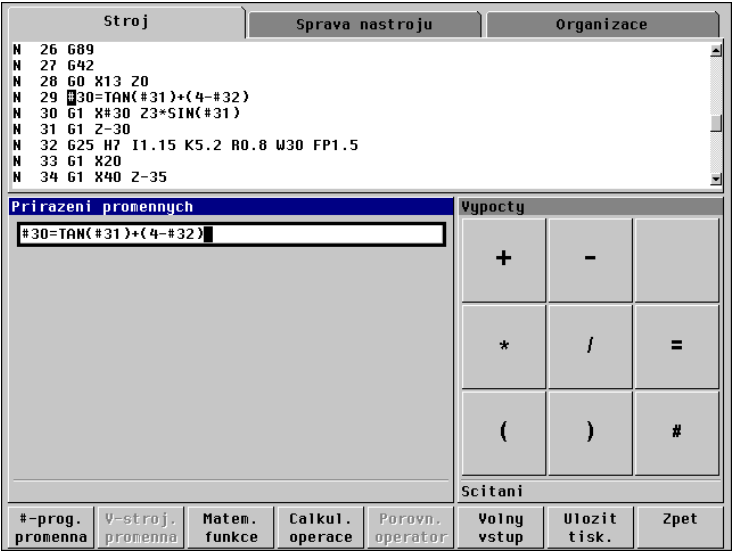 Stroj
Sprava nastroju
Organizace
N 26 G89
N 27 G42
N 28 G0 X13 Z0
N 29 #30=TAN(#31)+(4-#32)
N 30 G1 X#30 Z3*SIN(#31)
N 31 G1 Z-30
N 32 G25 H7 I1.15 K5.2 R0.8 W30 FP1.5
N 33 G1 X20
N 34 G1 X40 Z-35
Prirazeni promennych
#30=TAN(#31)+(4-#32)
Vypocty
+ -
* / =
( ) #
Scitani
#-prog.
promenna
V-stroj.
promenna
Matem.
funkce
Calkul.
operace
Porovn.
operator
Volny
vstup
Ulozit
tisk.
Zpet